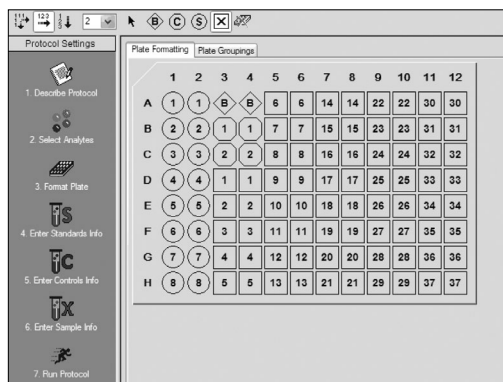 1 2 3
1 2 3 2 B C S X
Protocol Settings
Plate Formatting Plate Groupings
1. Describe Protocol
2. Select Analytes
3. Format Plate
4. Enter Standards Info
5. Enter Controls Info
6. Enter Sample Info
7. Run Protocol
1 2 3 4 5 6 7 8 9 10 11 12
A 1 1 B B 6 6 14 14 22 22 30 30
B 2 2 1 1 7 7 15 15 23 23 31 31
C 3 3 2 2 8 8 16 16 24 24 32 32
D 4 4 1 1 9 9 17 17 25 25 33 33
E 5 5 2 2 10 10 18 18 26 26 34 34
F 6 6 3 3 11 11 19 19 27 27 35 35
G 7 7 4 4 12 12 20 20 28 28 36 36
H 8 8 5 5 13 13 21 21 29 29 37 37